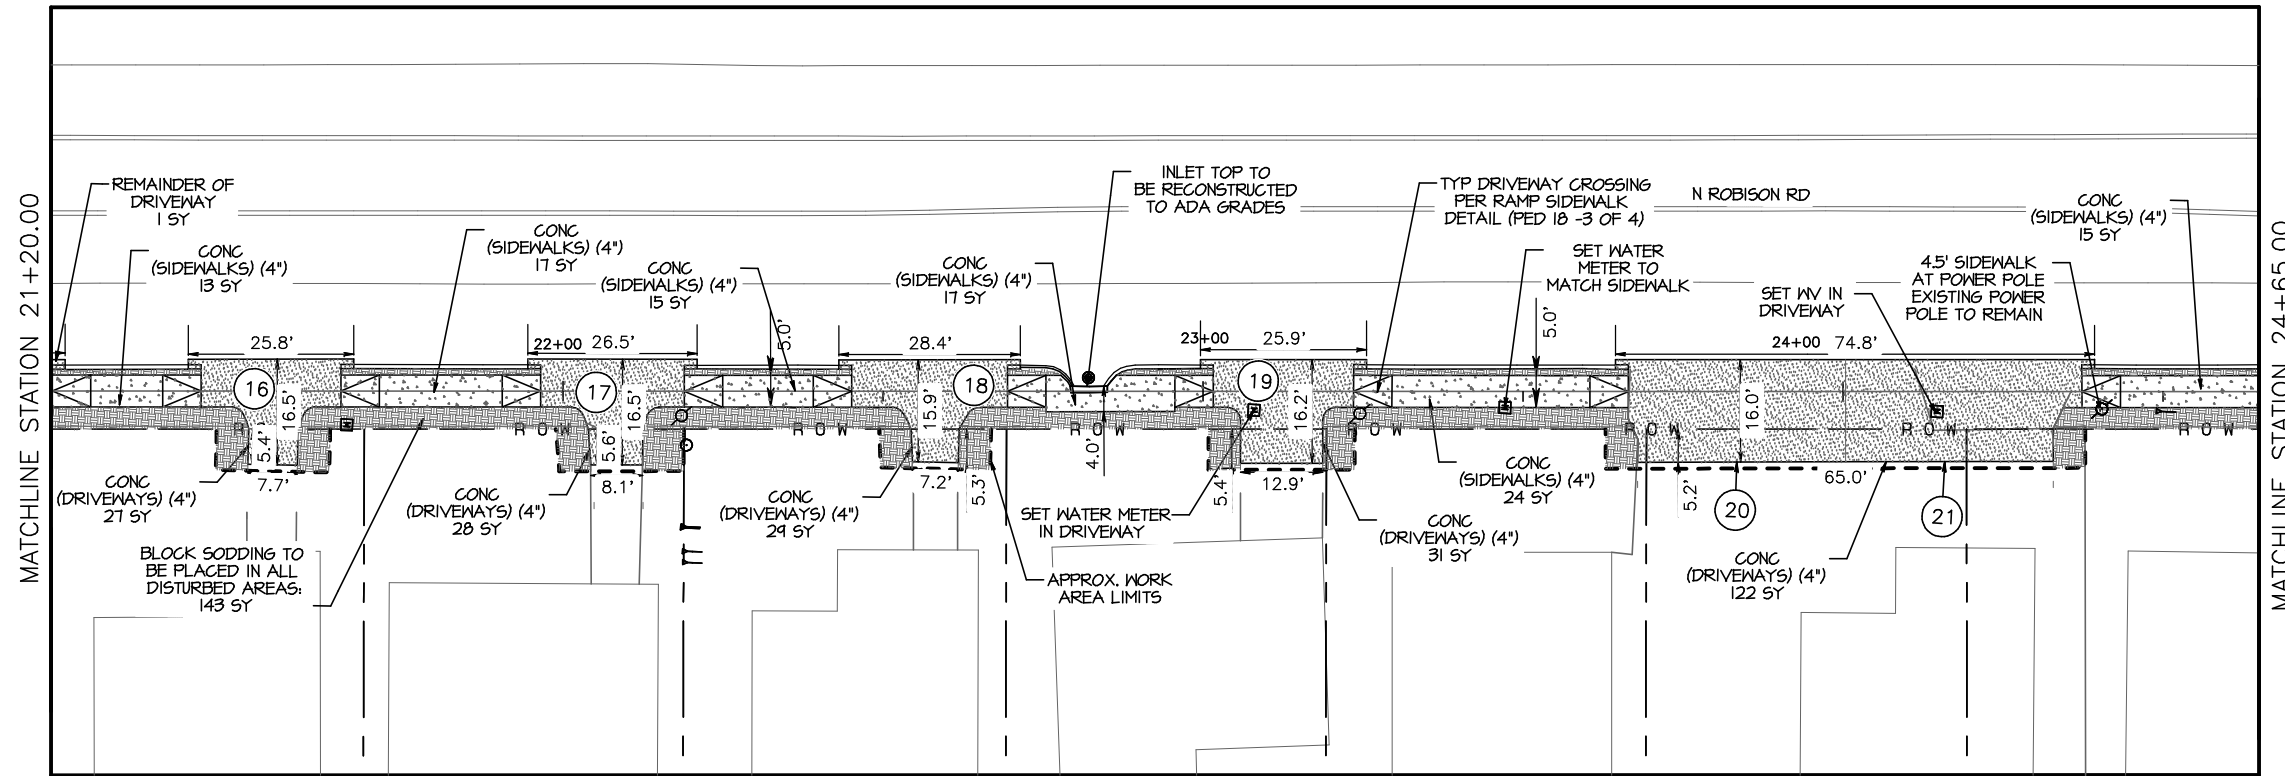 MATCHLINE STATION 21+20.00
REMAINDER OF
DRIVEWAY
1 SY
CONC
(SIDEWALKS) (4")
13 SY
CONC
(SIDEWALKS) (4")
17 SY
CONC
(SIDEWALKS) (4")
15 SY
CONC
(SIDEWALKS) (4")
17 SY
INLET TOP TO
BE RECONSTRUCTED
TO ADA GRADES
TYP DRIVEWAY CROSSING
PER RAMP SIDEWALK
DETAIL (PED 18 -3 OF 4)
N ROBISON RD
SET WATER
METER TO
MATCH SIDEWALK
SET WV IN
DRIVEWAY
4.5' SIDEWALK
AT POWER POLE
EXISTING POWER
POLE TO REMAIN
CONC
(SIDEWALKS) (4")
15 SY
25.8'
22+00 26.5'
5.0'
28.4'
23+00 25.9'
5.0'
24+00 74.8'
16
5.4'
16.5'
7.7'
17
5.6'
16.5'
8.1'
15.9'
18
7.2'
5.3'
4.0'
19
16.2'
5.4'
12.9'
16.0'
5.2'
65.0'
20
21
R O W
R O W
R O W
R O W
R O W
R O W
R O W
CONC
(DRIVEWAYS) (4")
27 SY
BLOCK SODDING TO
BE PLACED IN ALL
DISTURBED AREAS:
143 SY
CONC
(DRIVEWAYS) (4")
28 SY
CONC
(DRIVEWAYS) (4")
29 SY
SET WATER METER
IN DRIVEWAY
APPROX. WORK
AREA LIMITS
CONC
(DRIVEWAYS) (4")
31 SY
CONC
(SIDEWALKS) (4")
24 SY
CONC
(DRIVEWAYS) (4")
122 SY
MATCHLINE STATION 24+65.00